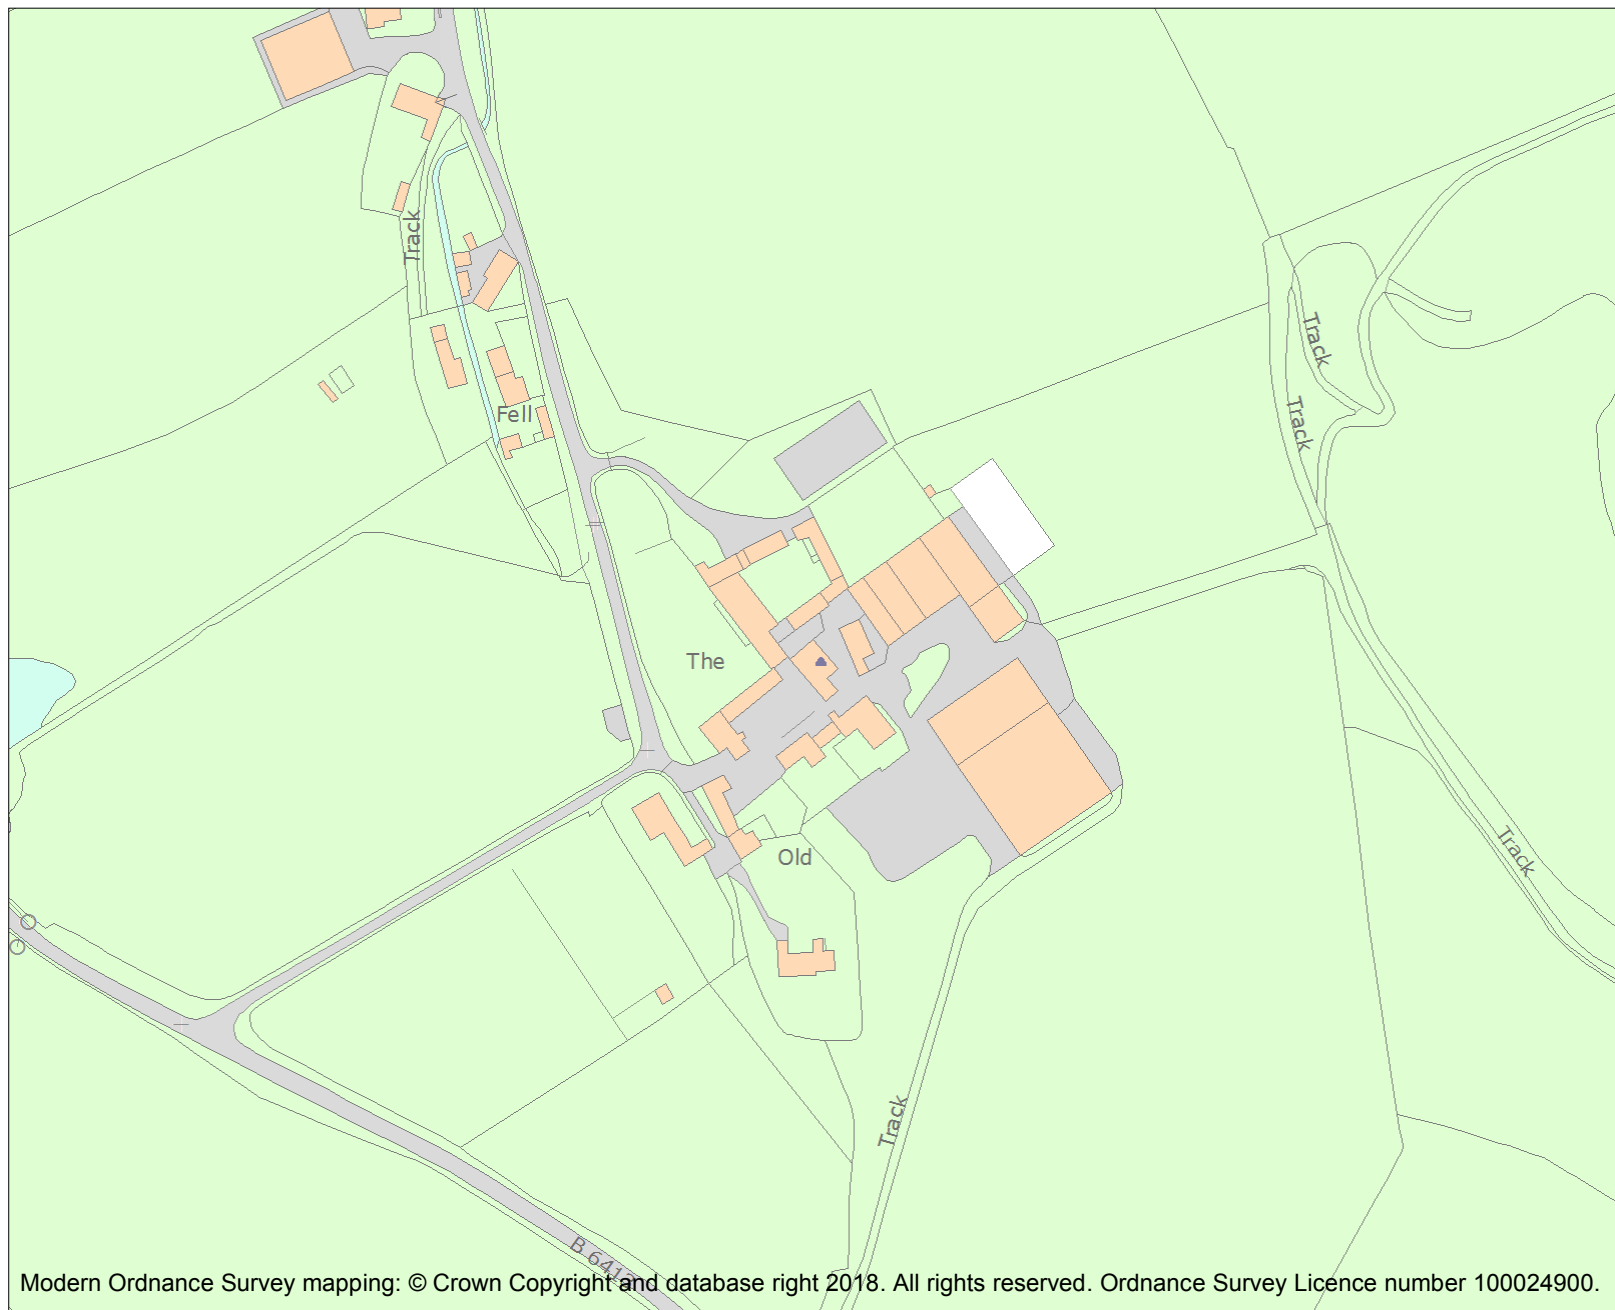 Track
Track
Fell
Track
The
Old
Track
Track
B
Modern Ordnance Survey mapping: © Crown Copyright and database right 2018. All rights reserved. Ordnance Survey Licence number 100024900.